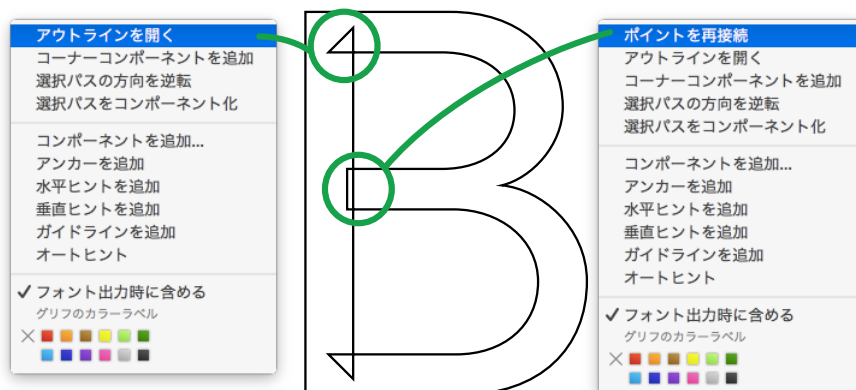 アウトラインを開く
コーナーコンポーネントを追加
選択パスの方向を逆転
選択パスをコンポーネント化
コンポーネントを追加...
アンカーを追加
水平ヒントを追加
垂直ヒントを追加
ガイドラインを追加
オートヒント
✓フォント出力時に含める
グリフのカラーラベル
B
ポイントを再接続
アウトラインを開く
コーナーコンポーネントを追加
選択パスの方向を逆転
選択パスをコンポーネント化
コンポーネントを追加...
アンカーを追加
水平ヒントを追加
垂直ヒントを追加
ガイドラインを追加
オートヒント
✓フォント出力時に含める
グリフのカラーラベル